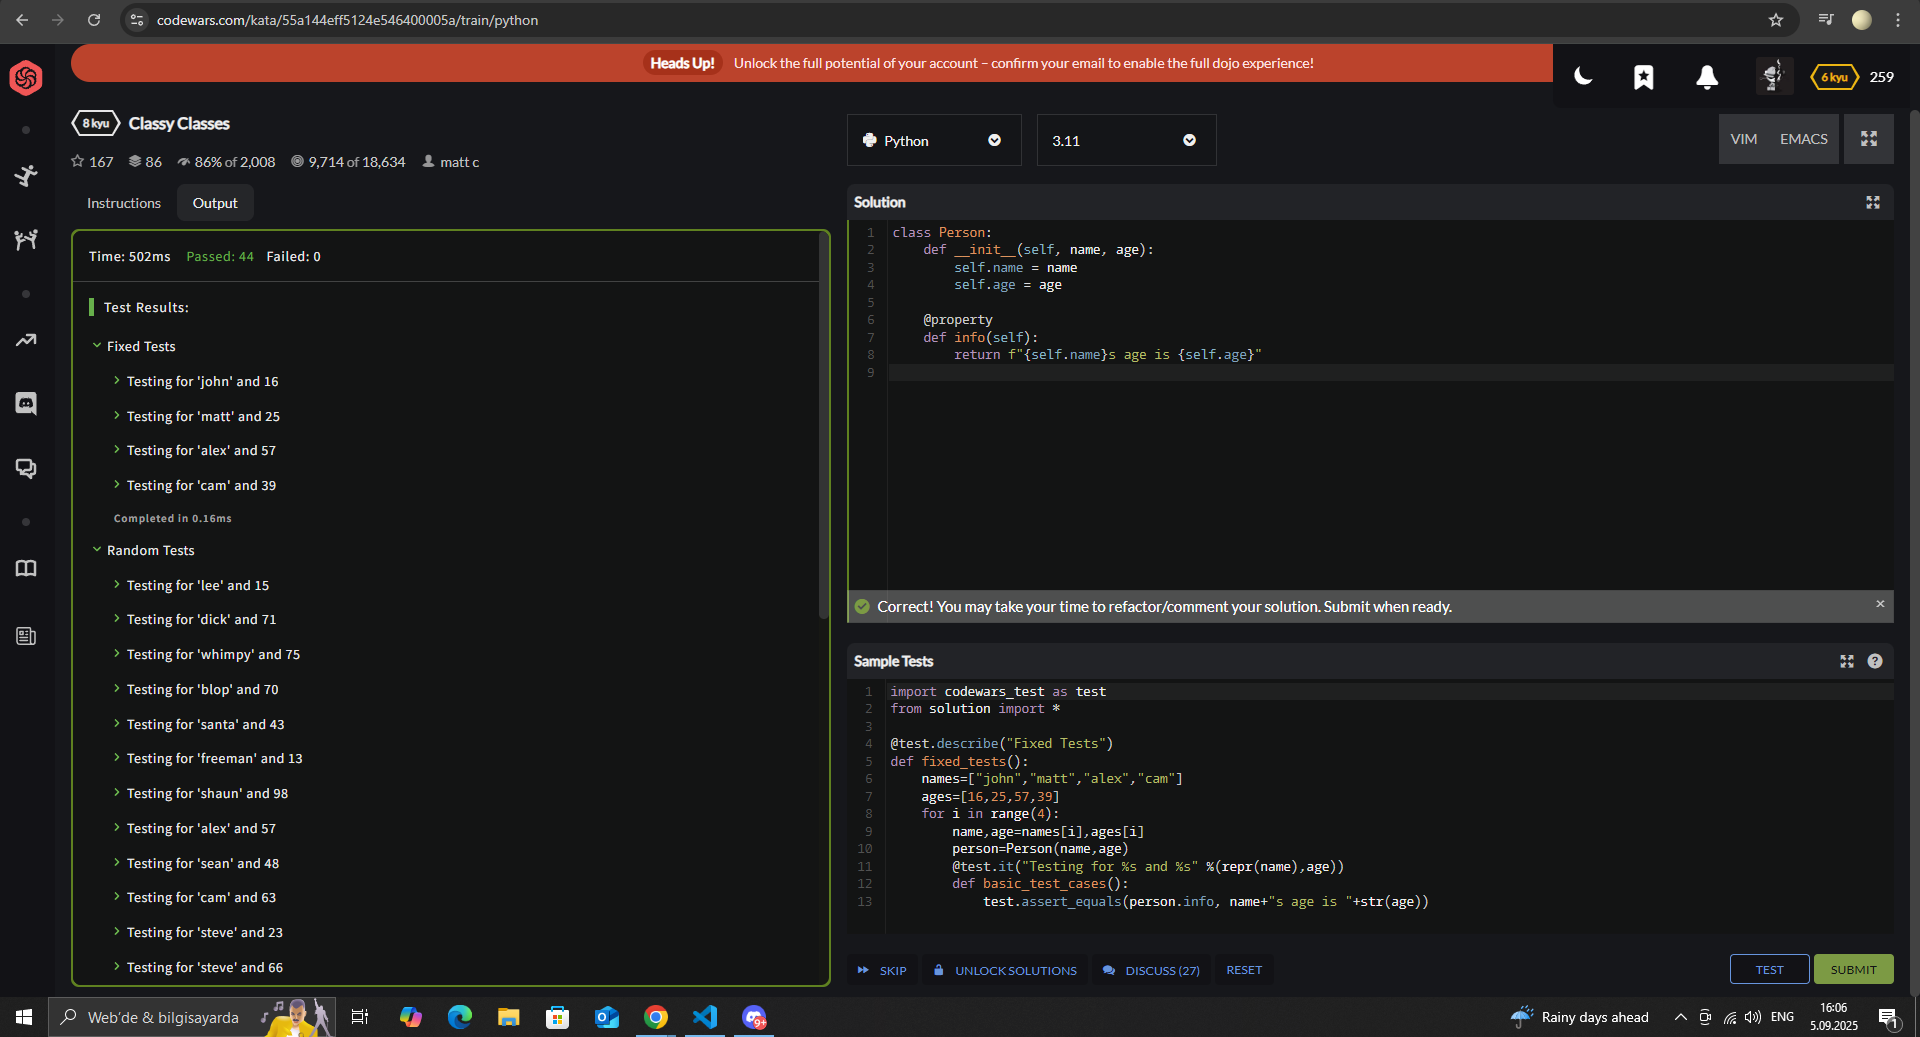 codewars.com/kata/55a144eff5124e546400005a/train/python
Heads Up! Unlock the full potential of your account – confirm your email to enable the full dojo experience!
6 kyu 259
8 kyu Classy Classes
167 86 86% of 2,008 9,714 of 18,634 matt c
Instructions Output
Time: 502ms Passed: 44 Failed: 0
Test Results:
Fixed Tests
Testing for 'john' and 16
Testing for 'matt' and 25
Testing for 'alex' and 57
Testing for 'cam' and 39
Completed in 0.16ms
Random Tests
Testing for 'lee' and 15
Testing for 'dick' and 71
Testing for 'whimpy' and 75
Testing for 'blop' and 70
Testing for 'santa' and 43
Testing for 'freeman' and 13
Testing for 'shaun' and 98
Testing for 'alex' and 57
Testing for 'sean' and 48
Testing for 'cam' and 63
Testing for 'steve' and 23
Testing for 'steve' and 66
Python 3.11 VIM EMACS
Solution
1 class Person:
2     def __init__(self, name, age):
3         self.name = name
4         self.age = age
5
6     @property
7     def info(self):
8         return f"{self.name}s age is {self.age}"
9
Correct! You may take your time to refactor/comment your solution. Submit when ready.
Sample Tests
1 import codewars_test as test
2 from solution import *
3
4 @test.describe("Fixed Tests")
5 def fixed_tests():
6     names=["john","matt","alex","cam"]
7     ages=[16,25,57,39]
8     for i in range(4):
9         name,age=names[i],ages[i]
10         person=Person(name,age)
11         @test.it("Testing for %s and %s" %(repr(name),age))
12         def basic_test_cases():
13             test.assert_equals(person.info, name+"s age is "+str(age))
SKIP UNLOCK SOLUTIONS DISCUSS (27) RESET TEST SUBMIT
Web'de & bilgisayarda
9+
Rainy days ahead ENG
16:06
5.09.2025
1